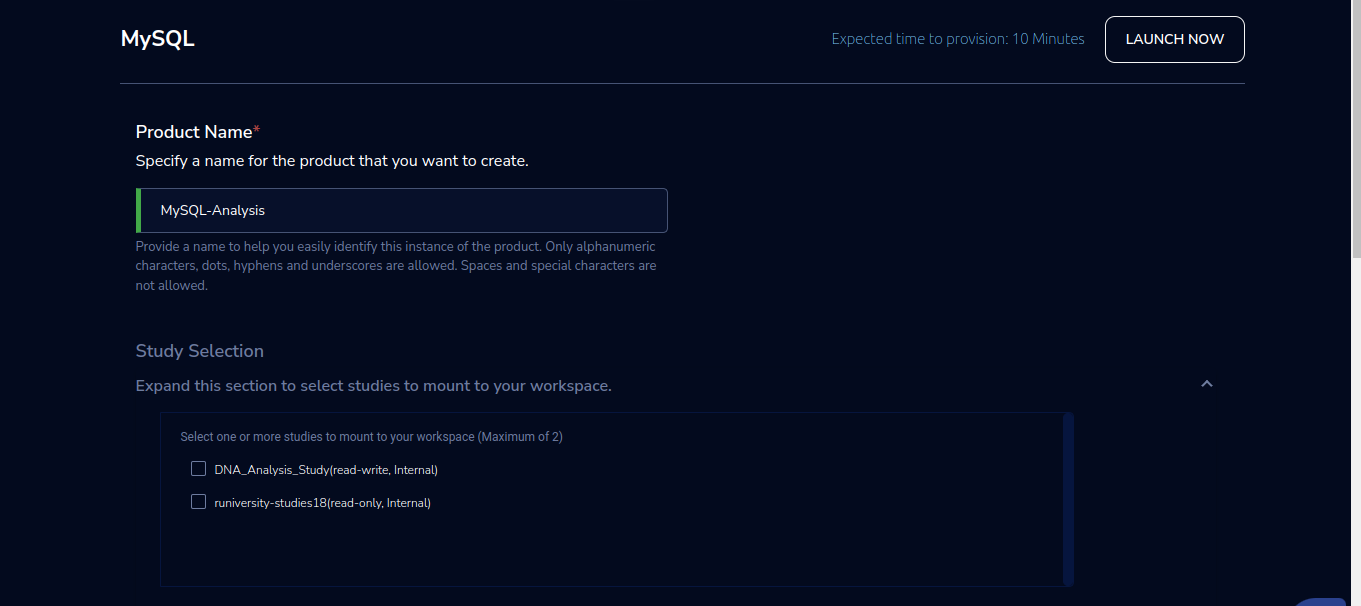 MySQL
Expected time to provision: 10 Minutes
LAUNCH NOW
Product Name*
Specify a name for the product that you want to create.
MySQL-Analysis
Provide a name to help you easily identify this instance of the product. Only alphanumeric
characters, dots, hyphens and underscores are allowed. Spaces and special characters are
not allowed.
Study Selection
Expand this section to select studies to mount to your workspace.
Select one or more studies to mount to your workspace (Maximum of 2)
DNA_Analysis_Study(read-write, Internal)
runiversity-studies18(read-only, Internal)